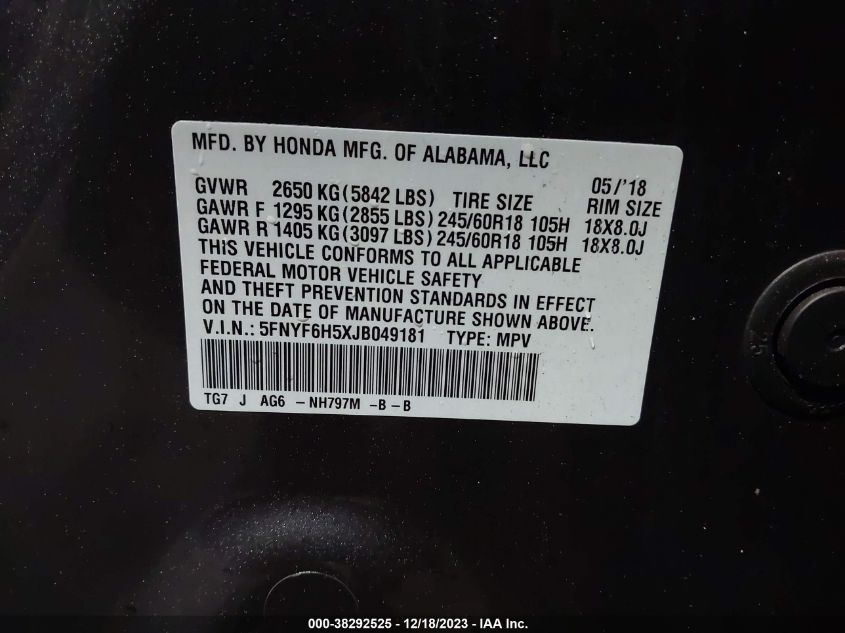 MFD. BY HONDA MFG. OF ALABAMA, LLC
GVWR 2650 KG (5842 LBS) TIRE SIZE 05/'18 RIM SIZE
GAWR F 1295 KG (2855 LBS) 245/60R18 105H 18X8.0J
GAWR R 1405 KG (3097 LBS) 245/60R18 105H 18X8.0J
THIS VEHICLE CONFORMS TO ALL APPLICABLE
FEDERAL MOTOR VEHICLE SAFETY
AND THEFT PREVENTION STANDARDS IN EFFECT
ON THE DATE OF MANUFACTURE SHOWN ABOVE.
V.I.N.: 5FNYF6H5XJB049181 TYPE: MPV
TG7 J AG6 - NH797M - B - B
25
000-38292525 - 12/18/2023 - IAA Inc.